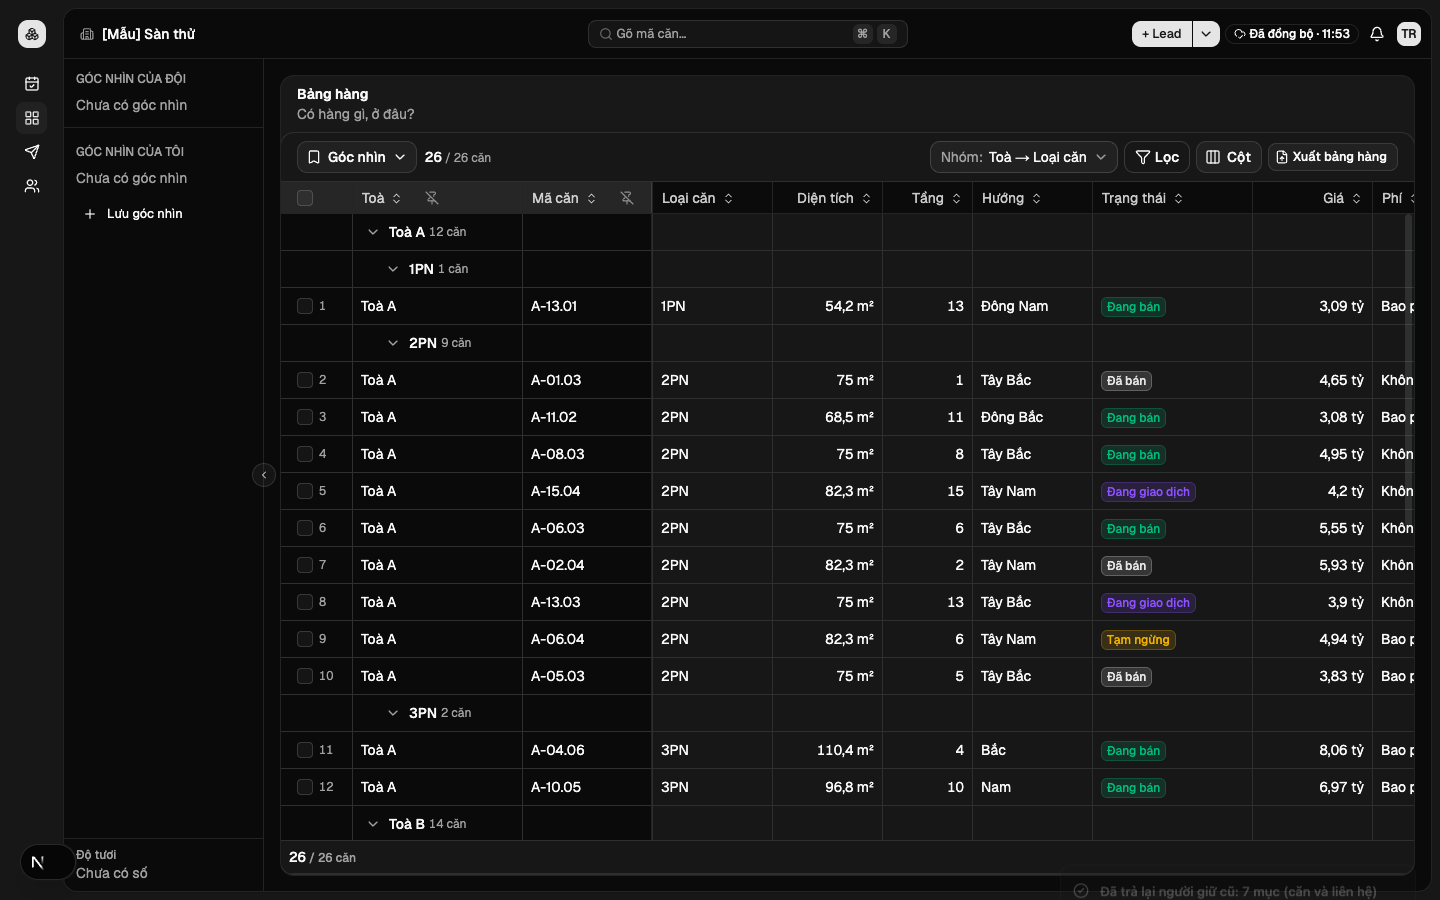 [Mẫu] Sàn thử
Gõ mã căn...
⌘ K
+ Lead
Đã đồng bộ · 11:53
TR
GÓC NHÌN CỦA ĐỘI
Chưa có góc nhìn
GÓC NHÌN CỦA TÔI
Chưa có góc nhìn
+ Lưu góc nhìn
Độ tươi
Chưa có số
N
Bảng hàng
Có hàng gì, ở đâu?
Góc nhìn 26 / 26 căn
Nhóm: Toà → Loại căn Lọc Cột Xuất bảng hàng
Toà Mã căn Loại căn Diện tích Tầng Hướng Trạng thái Giá Phí
Toà A 12 căn
1PN 1 căn
1 Toà A A-13.01 1PN 54,2 m² 13 Đông Nam Đang bán 3,09 tỷ Bao
2PN 9 căn
2 Toà A A-01.03 2PN 75 m² 1 Tây Bắc Đã bán 4,65 tỷ Khôn
3 Toà A A-11.02 2PN 68,5 m² 11 Đông Bắc Đang bán 3,08 tỷ Bao
4 Toà A A-08.03 2PN 75 m² 8 Tây Bắc Đang bán 4,95 tỷ Khôn
5 Toà A A-15.04 2PN 82,3 m² 15 Tây Nam Đang giao dịch 4,2 tỷ Khôn
6 Toà A A-06.03 2PN 75 m² 6 Tây Bắc Đang bán 5,55 tỷ Khôn
7 Toà A A-02.04 2PN 82,3 m² 2 Tây Nam Đã bán 5,93 tỷ Khôn
8 Toà A A-13.03 2PN 75 m² 13 Tây Bắc Đang giao dịch 3,9 tỷ Khôn
9 Toà A A-06.04 2PN 82,3 m² 6 Tây Nam Tạm ngừng 4,94 tỷ Bao
10 Toà A A-05.03 2PN 75 m² 5 Tây Bắc Đã bán 3,83 tỷ Bao
3PN 2 căn
11 Toà A A-04.06 3PN 110,4 m² 4 Bắc Đang bán 8,06 tỷ Bao
12 Toà A A-10.05 3PN 96,8 m² 10 Nam Đang bán 6,97 tỷ Bao
Toà B 14 căn
26 / 26 căn
Đã trả lại người giữ cũ: 7 mục (căn và liên hệ)